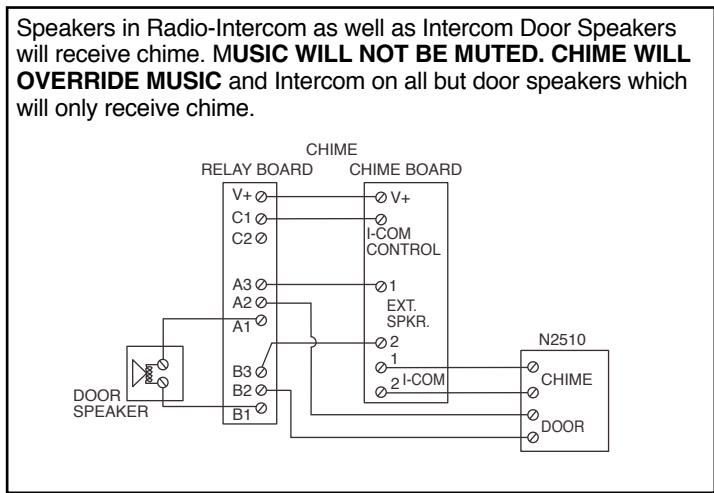 Speakers in Radio-Intercom as well as Intercom Door Speakers
will receive chime. MUSIC WILL NOT BE MUTED. CHIME WILL
OVERRIDE MUSIC and Intercom on all but door speakers which
will only receive chime.
CHIME
RELAY BOARD CHIME BOARD
V+ V+
C1
C2 I-COM
CONTROL
A3 1
A2 EXT.
A1 SPKR.
2
N2510
B3 1
B2 2 I-COM
B1
CHIME
DOOR
DOOR
SPEAKER